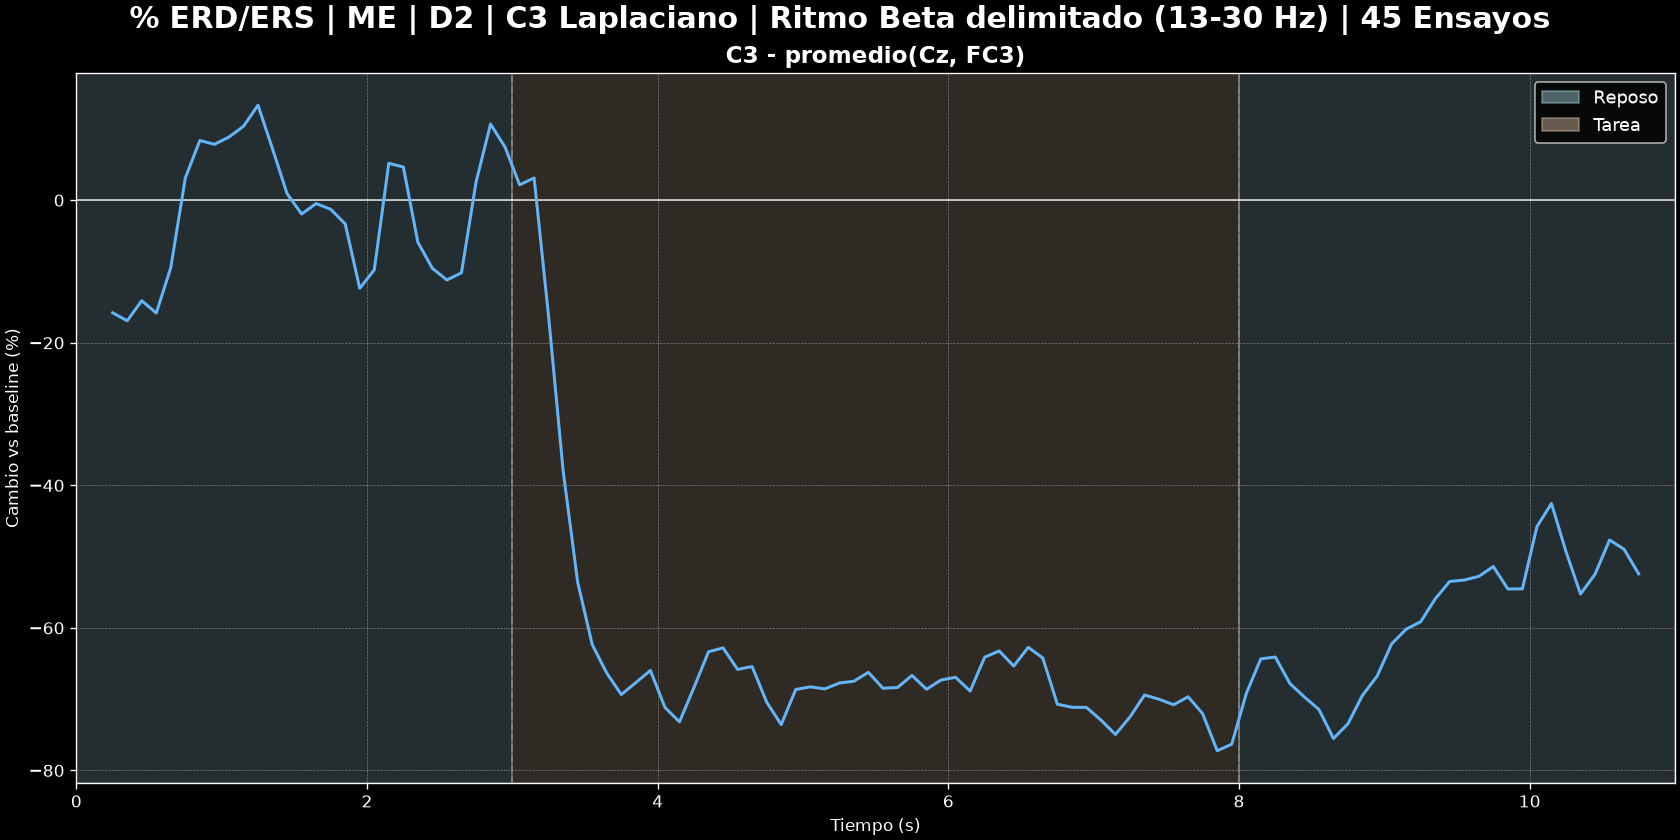 % ERD/ERS | ME | D2 | C3 Laplaciano | Ritmo Beta delimitado (13-30 Hz) | 45 Ensayos
C3 - promedio(Cz, FC3)
Reposo
Tarea
Cambio vs baseline (%)
0
−20
−40
−60
−80
0 2 4 6 8 10
Tiempo (s)